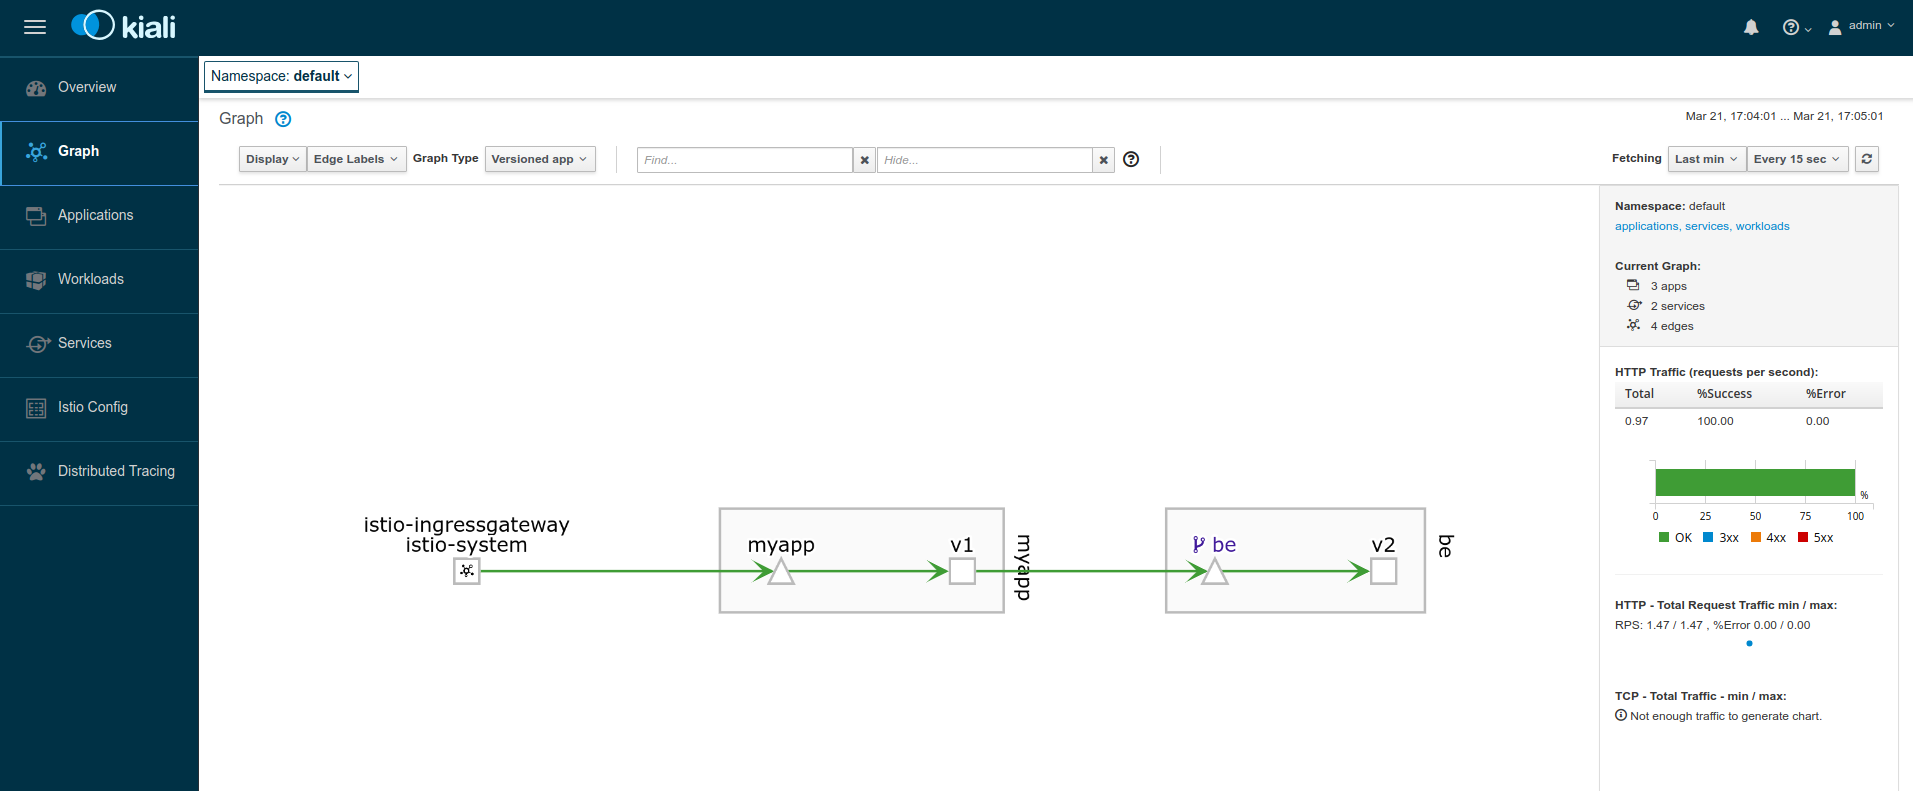 kiali
admin
Namespace: default
Overview
Graph
Applications
Workloads
Services
Istio Config
Distributed Tracing
Graph
Mar 21, 17:04:01 ... Mar 21, 17:05:01
Display Edge Labels Graph Type Versioned app Find... Hide... Fetching Last min Every 15 sec
istio-ingressgateway
istio-system
myapp v1
myapp
be v2
be
Namespace: default
applications, services, workloads
Current Graph:
3 apps
2 services
4 edges
HTTP Traffic (requests per second):
Total %Success %Error
0.97 100.00 0.00
%
0 25 50 75 100
OK 3xx 4xx 5xx
HTTP - Total Request Traffic min / max:
RPS: 1.47 / 1.47 , %Error 0.00 / 0.00
TCP - Total Traffic - min / max:
Not enough traffic to generate chart.